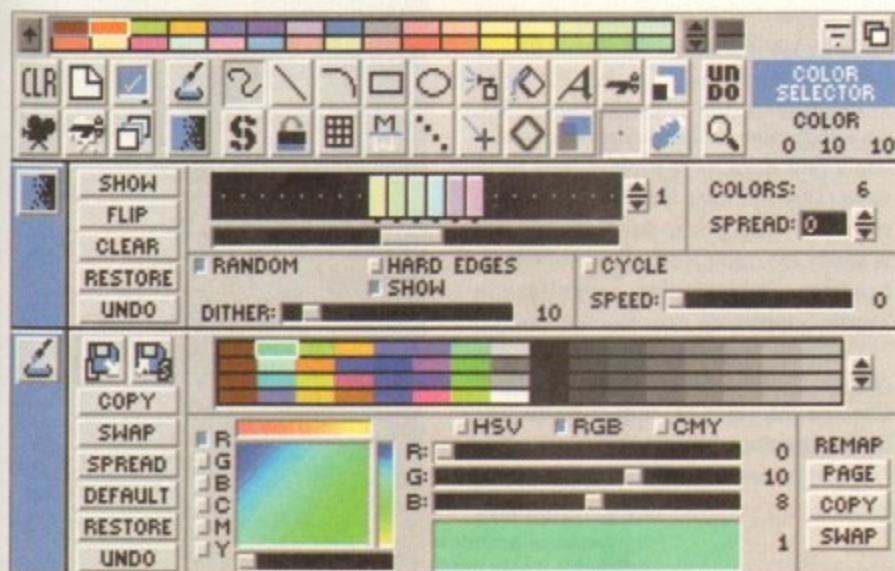 CLR
A
UNDO
COLOR SELECTOR
S
M
COLOR
0 10 10
SHOW
FLIP
CLEAR
RESTORE
UNDO
1
COLORS: 6
SPREAD: 0
RANDOM
HARD EDGES
SHOW
DITHER: 10
CYCLE
SPEED: 0
S
COPY
SWAP
SPREAD
DEFAULT
RESTORE
UNDO
R
G
B
C
M
Y
HSV RGB CMY
R: 0
G: 10
B: 8
1
REMAP
PAGE
COPY
SWAP